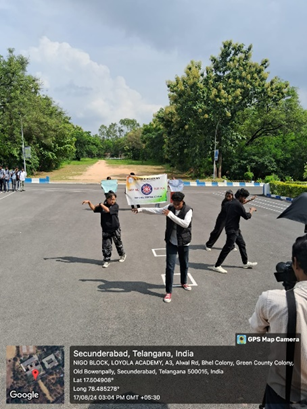 GPS Map Camera
Secunderabad, Telangana, India
NIGO BLOCK, LOYOLA ACADEMY, A3, Alwal Rd, Bhel Colony, Green County Colony,
Old Bowenpally, Secunderabad, Telangana 500015, India
Lat 17.504908°
Long 78.485278°
17/08/24 03:04 PM GMT +05:30
Google